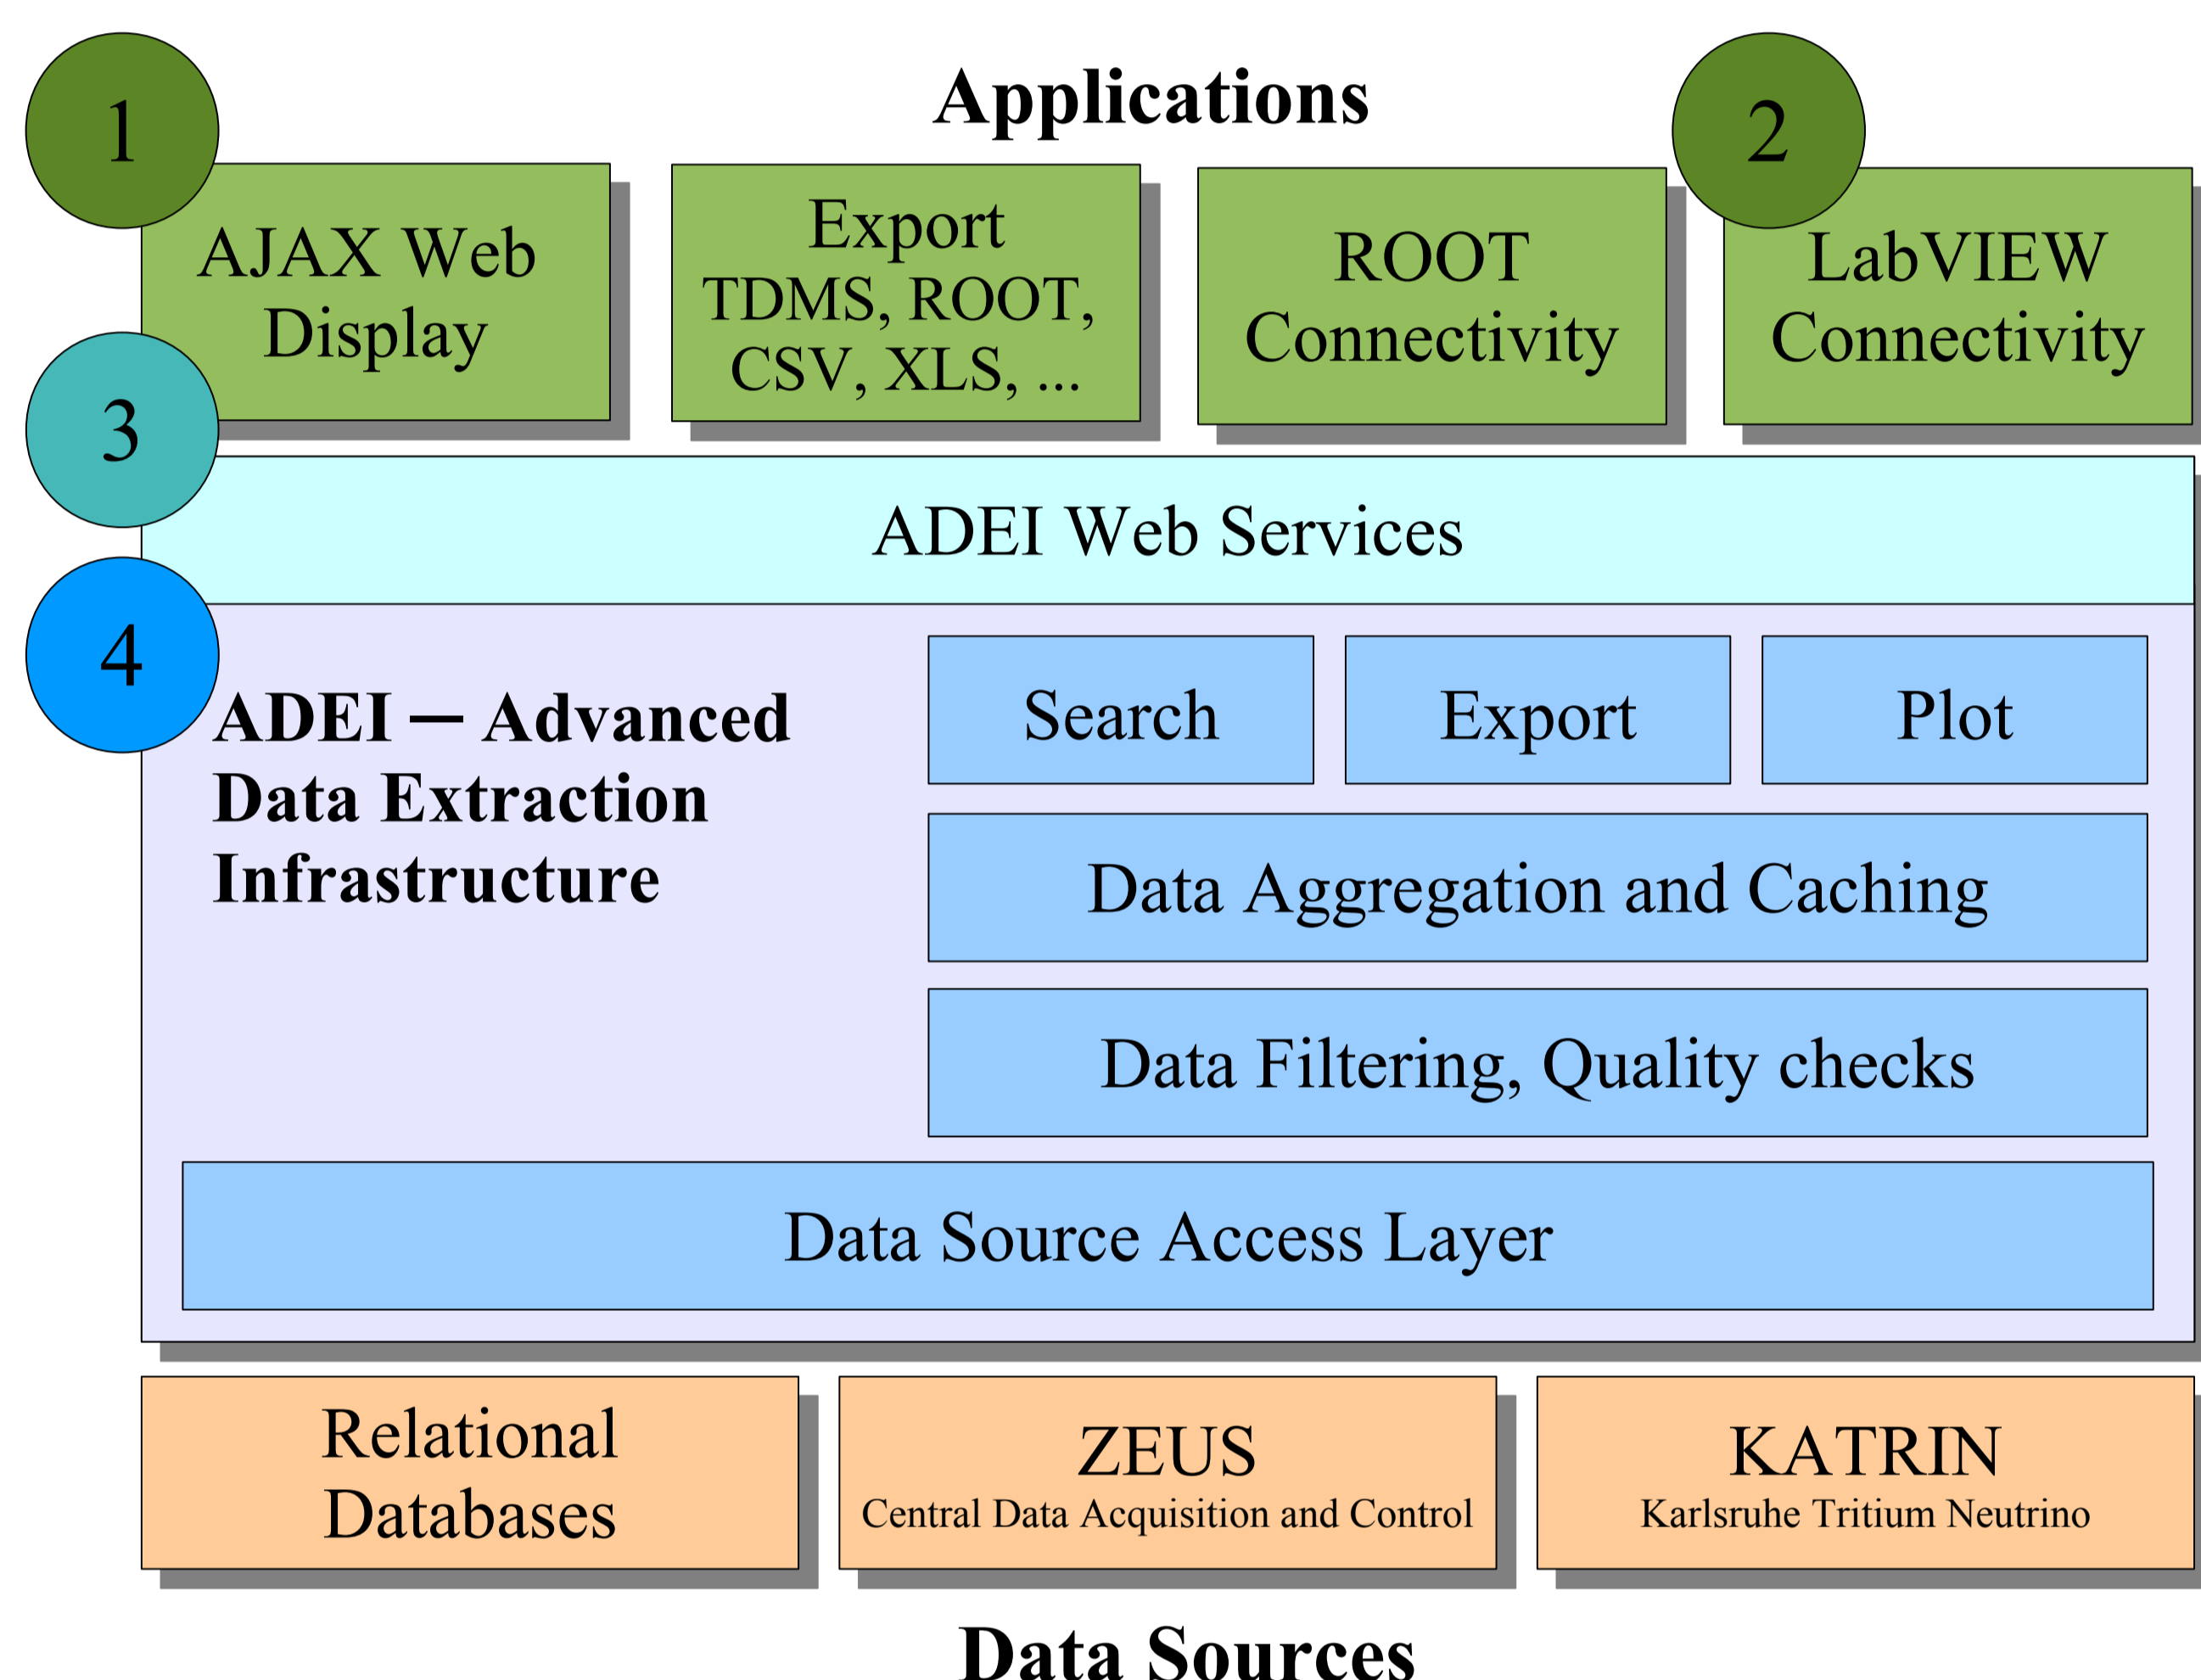 Applications
1
2
AJAX Web
Display
Export
TDMS, ROOT,
CSV, XLS, ...
ROOT
Connectivity
LabVIEW
Connectivity
3
ADEI Web Services
4
ADEI — Advanced
Data Extraction
Infrastructure
Search
Export
Plot
Data Aggregation and Caching
Data Filtering, Quality checks
Data Source Access Layer
Relational
Databases
ZEUS
Central Data Acquisition and Control
KATRIN
Karlsruhe Tritium Neutrino
Data Sources